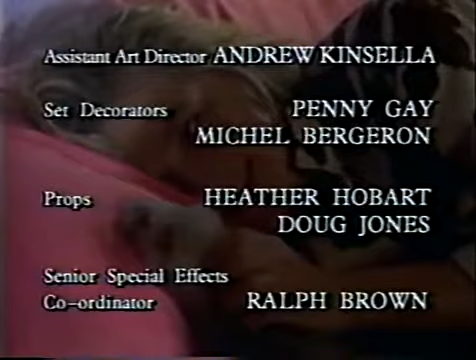 Assistant Art Director ANDREW KINSELLA
Set Decorators PENNY GAY
MICHEL BERGERON
Props HEATHER HOBART
DOUG JONES
Senior Special Effects
Co-ordinator RALPH BROWN